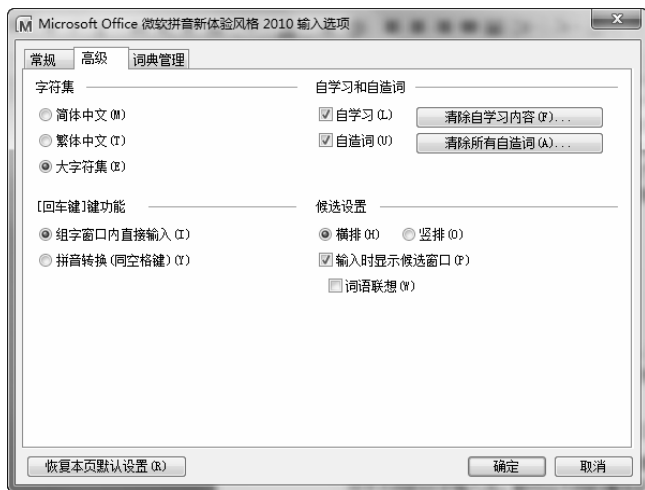 Microsoft Office 微软拼音新体验风格 2010 输入选项
常规 高级 词典管理
字符集
简体中文(M)
繁体中文(T)
大字符集(E)
自学习和自造词
自学习(L) 清除自学习内容(F)...
自造词(U) 清除所有自造词(A)...
[回车键]键功能
组字窗口内直接输入(I)
拼音转换(同空格键)(Y)
候选设置
横排(H) 竖排(O)
输入时显示候选窗口(P)
词语联想(W)
恢复本页默认设置(R) 确定 取消